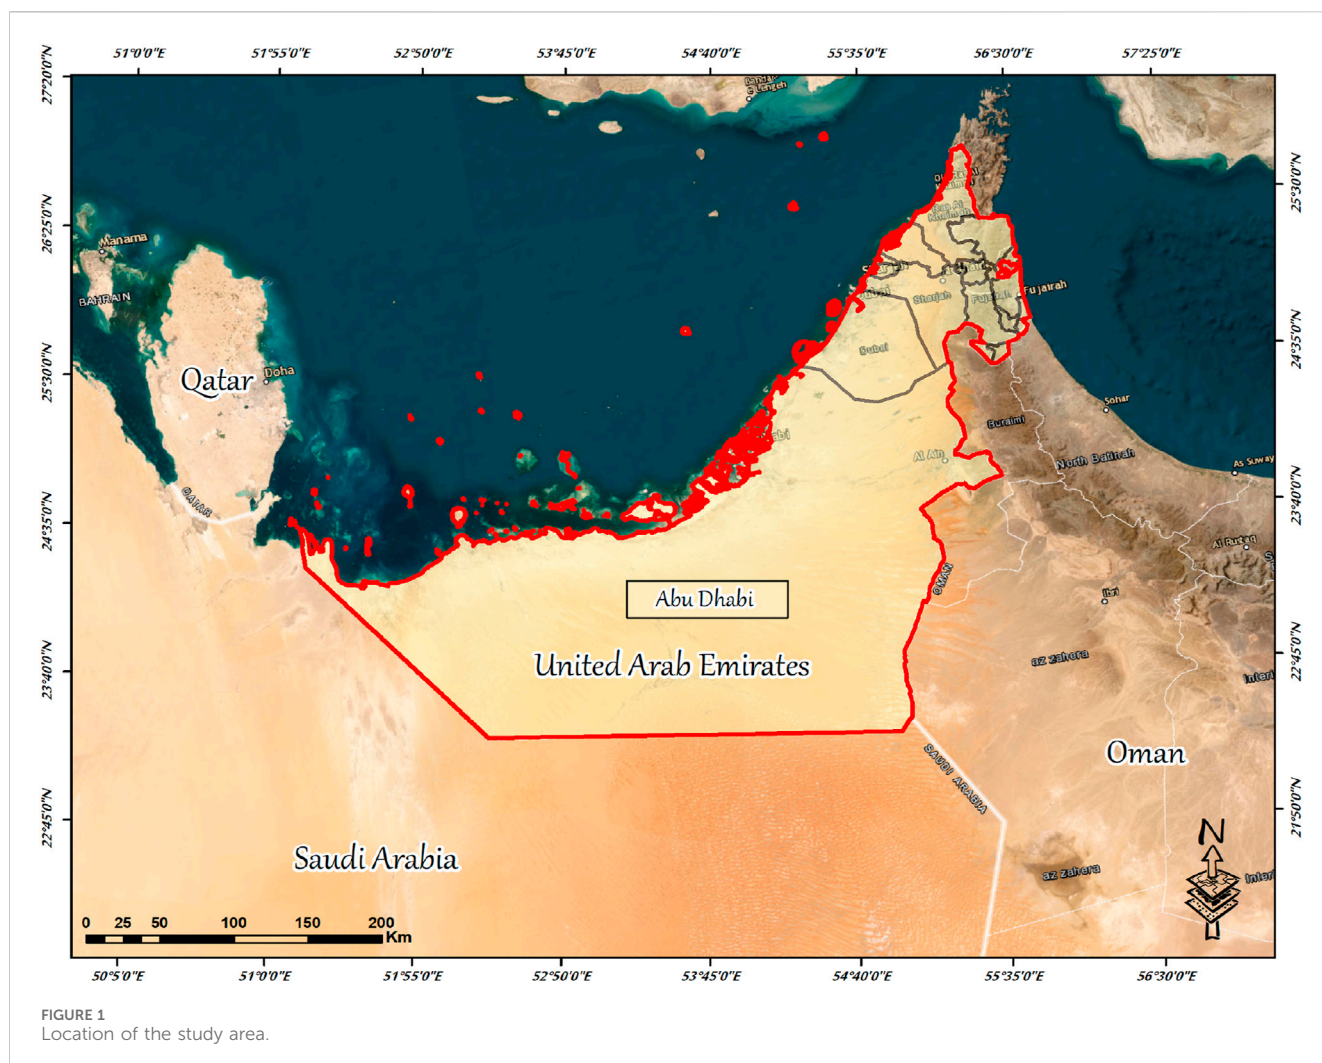 51°0'0"E 51°55'0"E 52°50'0"E 53°45'0"E 54°40'0"E 55°35'0"E 56°30'0"E 57°25'0"E
27°20'0"N
26°25'0"N
25°30'0"N
24°35'0"N
23°40'0"N
22°45'0"N
25°30'0"N
24°35'0"N
23°40'0"N
22°45'0"N
21°50'0"N
Lengeh
Manama
BAHRAIN
Qatar
Doha
QATAR
Sharjah
Fujairah
Fujairah
Dubai
Al Ain
Buraimi
Sohar
North Batinah
As Suway
Al Rustaq
Ibri
OMAN
az zahera
Interi
Abu Dhabi
United Arab Emirates
Oman
SAUDI ARABIA
Saudi Arabia
az zahera
Interi
N
0 25 50 100 150 200
Km
50°5'0"E 51°0'0"E 51°55'0"E 52°50'0"E 53°45'0"E 54°40'0"E 55°35'0"E 56°30'0"E
FIGURE 1
Location of the study area.